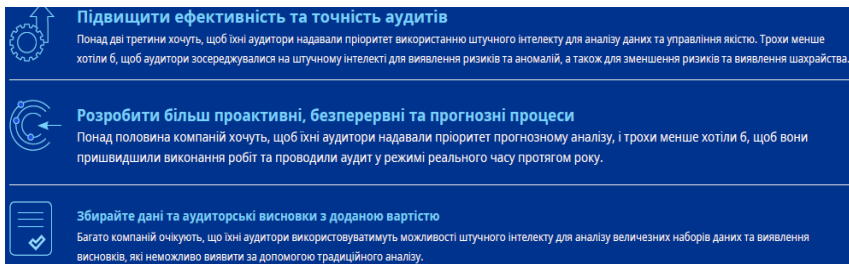 Підвищити ефективність та точність аудитів
Понад дві третини хочуть, щоб їхні аудитори надавали пріоритет використанню штучного інтелекту для аналізу даних та управління якістю. Трохи менше
хотіли б, щоб аудитори зосереджувалися на штучному інтелекті для виявлення ризиків та аномалій, а також для зменшення ризиків та виявлення шахрайства.
Розробити більш проактивні, безперервні та прогнозні процеси
Понад половина компаній хочуть, щоб їхні аудитори надавали пріоритет прогнозному аналізу, і трохи менше хотіли б, щоб вони
пришвидшили виконання робіт та проводили аудит у режимі реального часу протягом року.
Збирайте дані та аудиторські висновки з доданою вартістю
Багато компаній очікують, що їхні аудитори використовуватимуть можливості штучного інтелекту для аналізу величезних наборів даних та виявлення
висновків, які неможливо виявити за допомогою традиційного аналізу.